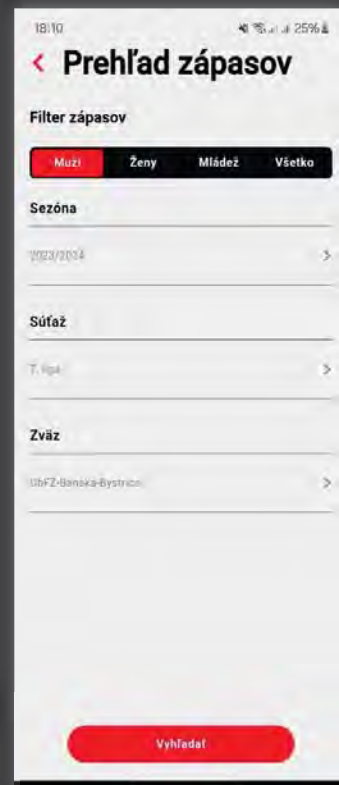 18:10 25%
Prehľad zápasov
Filter zápasov
Muži Ženy Mládež Všetko
Sezóna
2023/2024
Súťaž
7. liga
Zväz
ObFZ-Banská-Bystrica
Vyhľadať